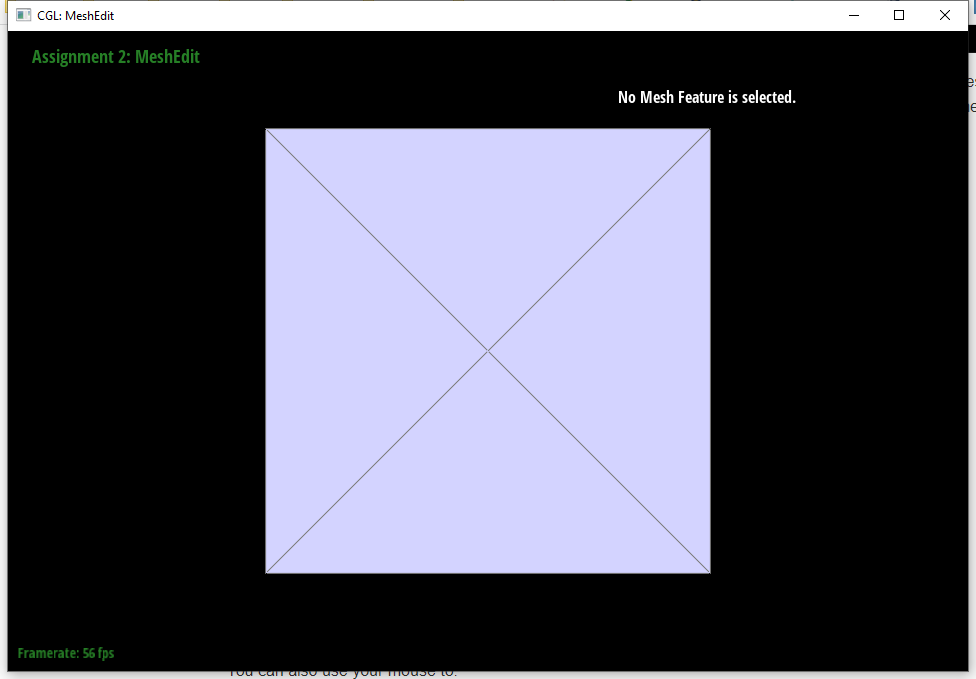 CGL: MeshEdit
Assignment 2: MeshEdit
No Mesh Feature is selected.
Framerate: 56 fps
You can also use your mouse to: